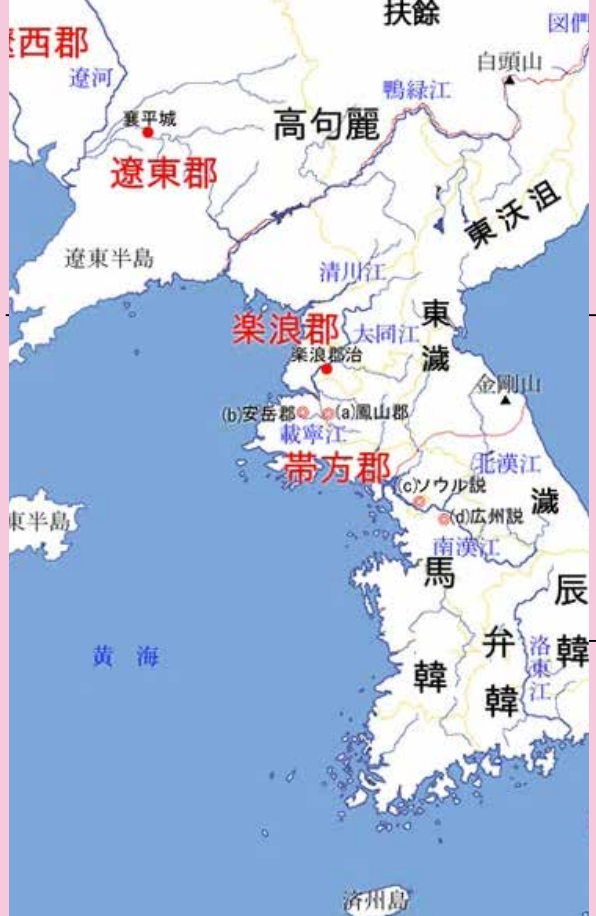 扶餘
図們
遼西郡
遼河
白頭山
鴨緑江
襄平城
高句麗
遼東郡
東沃沮
遼東半島
清川江
楽浪郡
大同江
東濊
楽浪郡治
金剛山
(b)安岳郡
(a)鳳山郡
載寧江
帯方郡
北漢江
(c)ソウル説
濊
(d)広州説
東半島
南漢江
馬韓
辰韓
弁韓
洛東江
黄 海
済州島